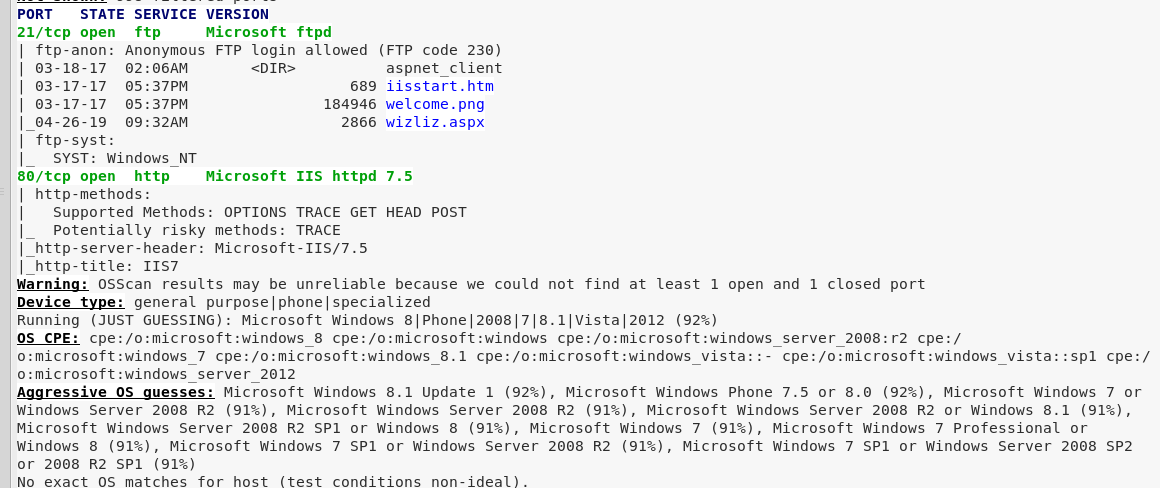 PORT   STATE SERVICE VERSION
21/tcp open  ftp     Microsoft ftpd
| ftp-anon: Anonymous FTP login allowed (FTP code 230)
| 03-18-17  02:06AM       <DIR>          aspnet_client
| 03-17-17  05:37PM                  689 iisstart.htm
| 03-17-17  05:37PM               184946 welcome.png
|_04-26-19  09:32AM                 2866 wizliz.aspx
| ftp-syst:
|_  SYST: Windows_NT
80/tcp open  http    Microsoft IIS httpd 7.5
| http-methods:
|   Supported Methods: OPTIONS TRACE GET HEAD POST
|_  Potentially risky methods: TRACE
|_http-server-header: Microsoft-IIS/7.5
|_http-title: IIS7
Warning: OSScan results may be unreliable because we could not find at least 1 open and 1 closed port
Device type: general purpose|phone|specialized
Running (JUST GUESSING): Microsoft Windows 8|Phone|2008|7|8.1|Vista|2012 (92%)
OS CPE: cpe:/o:microsoft:windows_8 cpe:/o:microsoft:windows cpe:/o:microsoft:windows_server_2008:r2 cpe:/
o:microsoft:windows_7 cpe:/o:microsoft:windows_8.1 cpe:/o:microsoft:windows_vista::- cpe:/o:microsoft:windows_vista::sp1 cpe:/
o:microsoft:windows_server_2012
Aggressive OS guesses: Microsoft Windows 8.1 Update 1 (92%), Microsoft Windows Phone 7.5 or 8.0 (92%), Microsoft Windows 7 or
Windows Server 2008 R2 (91%), Microsoft Windows Server 2008 R2 (91%), Microsoft Windows Server 2008 R2 or Windows 8.1 (91%),
Microsoft Windows Server 2008 R2 SP1 or Windows 8 (91%), Microsoft Windows 7 (91%), Microsoft Windows 7 Professional or
Windows 8 (91%), Microsoft Windows 7 SP1 or Windows Server 2008 R2 (91%), Microsoft Windows 7 SP1 or Windows Server 2008 SP2
or 2008 R2 SP1 (91%)
No exact OS matches for host (test conditions non-ideal).